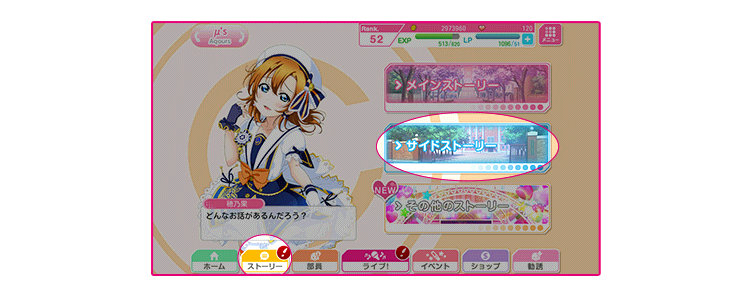 μ's
Aqours
Rank.
52
2973960
120
EXP
513/820
LP
1096/51
メニュー
メインストーリー
サイドストーリー
NEW
その他のストーリー
穂乃果
どんなお話があるんだろう？
ホーム
ストーリー
部員
ライブ!
イベント
ショップ
勧誘